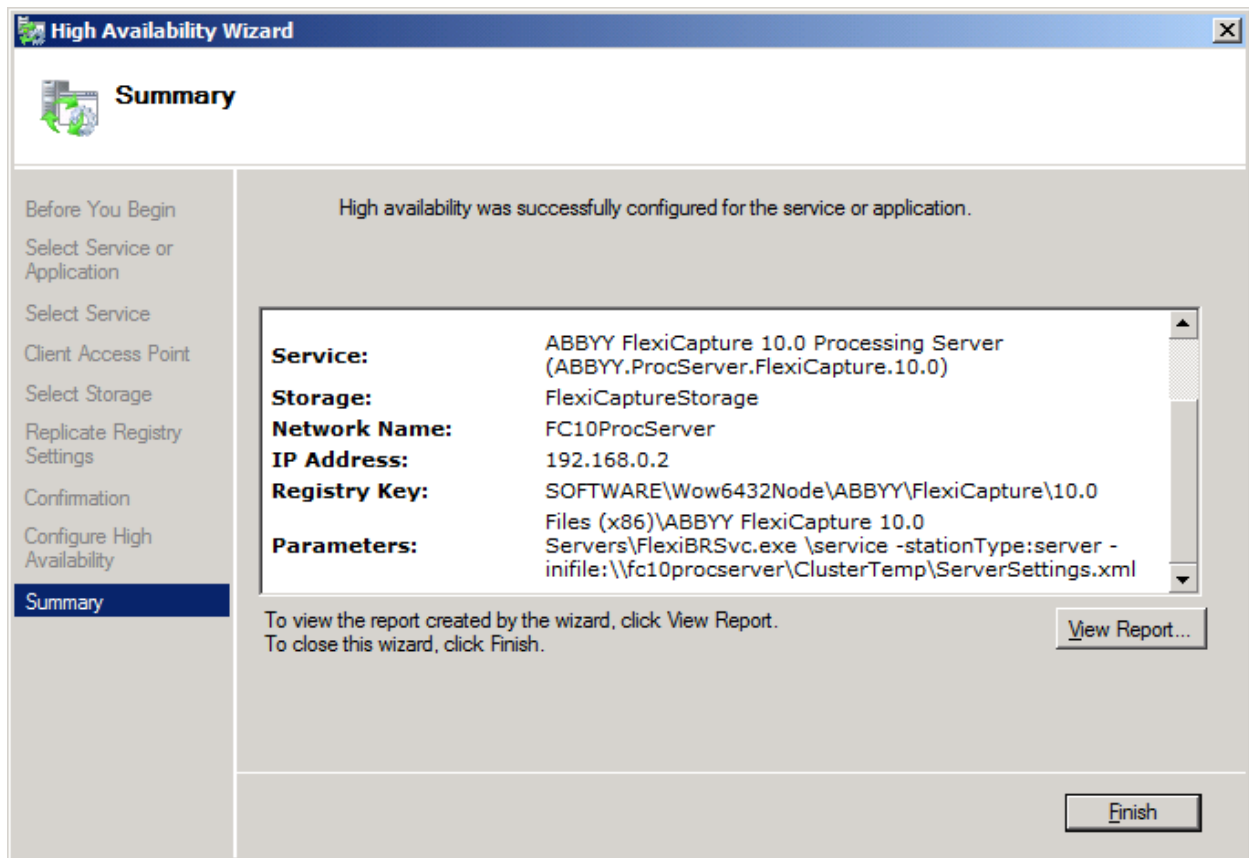 High Availability Wizard
Summary
Before You Begin
Select Service or
Application
Select Service
Client Access Point
Select Storage
Replicate Registry
Settings
Confirmation
Configure High
Availability
Summary
High availability was successfully configured for the service or application.
Service:
ABBYY FlexiCapture 10.0 Processing Server
(ABBYY.ProcServer.FlexiCapture.10.0)
Storage: FlexiCaptureStorage
Network Name: FC10ProcServer
IP Address: 192.168.0.2
Registry Key: SOFTWARE\Wow6432Node\ABBYY\FlexiCapture\10.0
Parameters:
Files (x86)\ABBYY FlexiCapture 10.0
Servers\FlexiBRSvc.exe \service -stationType:server -
inifile:\\fc10procserver\ClusterTemp\ServerSettings.xml
To view the report created by the wizard, click View Report.
To close this wizard, click Finish.
View Report...
Finish